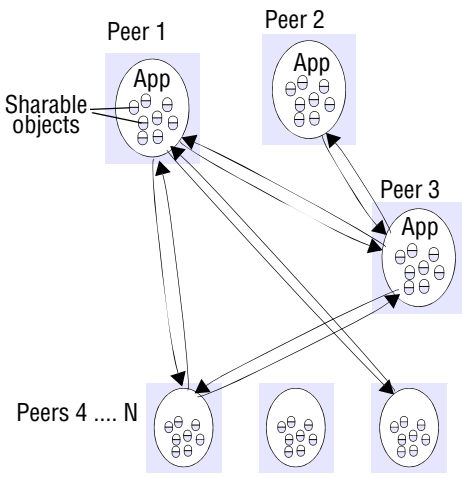 Peer 1
Peer 2
App
App
Sharable
objects
Peer 3
App
Peers 4 .... N